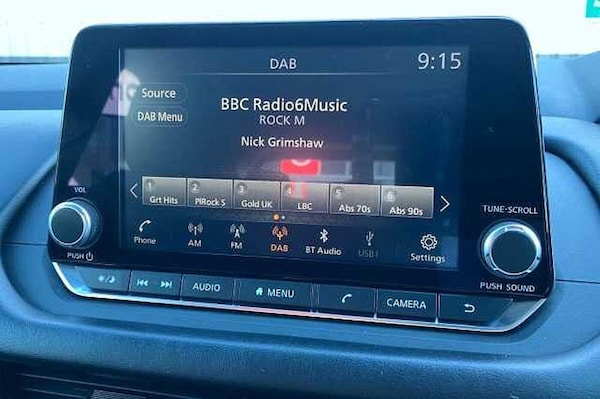 DAB 9:15
Source
DAB Menu
BBC Radio6Music
ROCK M
Nick Grimshaw
1 2 3 4 5 6
Grt Hits PlRock 5 Gold UK LBC Abs 70s Abs 90s
Phone AM FM DAB BT Audio USB1 Settings
VOL
PUSH
TUNE·SCROLL
PUSH SOUND
AUDIO MENU CAMERA